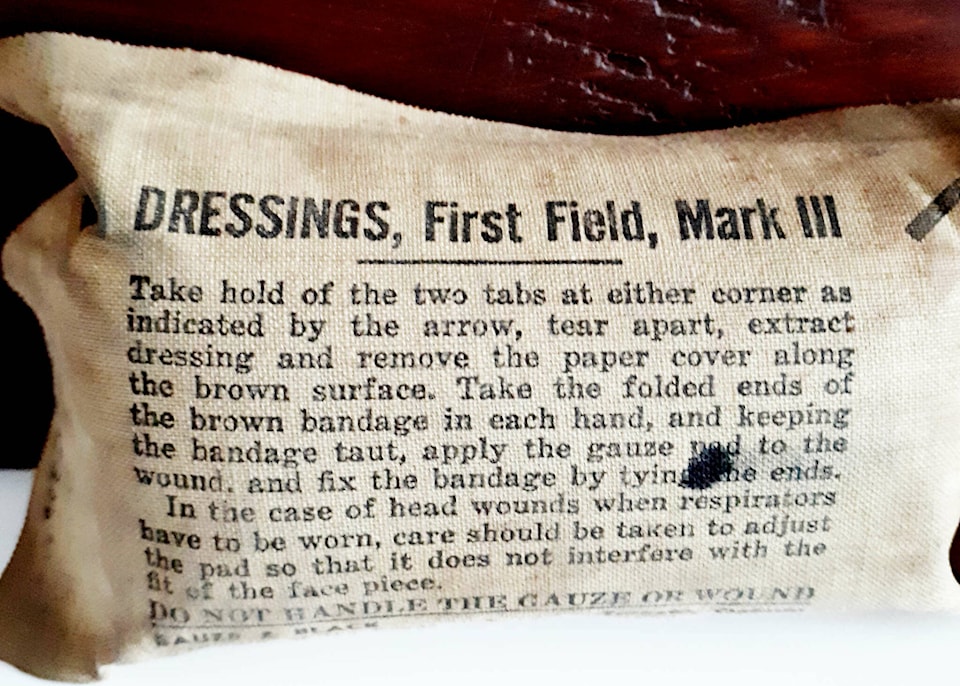 DRESSINGS, First Field, Mark III
Take hold of the two tabs at either corner as
indicated by the arrow, tear apart, extract
dressing and remove the paper cover along
the brown surface. Take the folded ends of
the brown bandage in each hand, and keeping
the bandage taut, apply the gauze pad to the
wound, and fix the bandage by tying the ends.
In the case of head wounds when respirators
have to be worn, care should be taken to adjust
the pad so that it does not interfere with the
fit of the face piece.
DO NOT HANDLE THE GAUZE OR WOUND